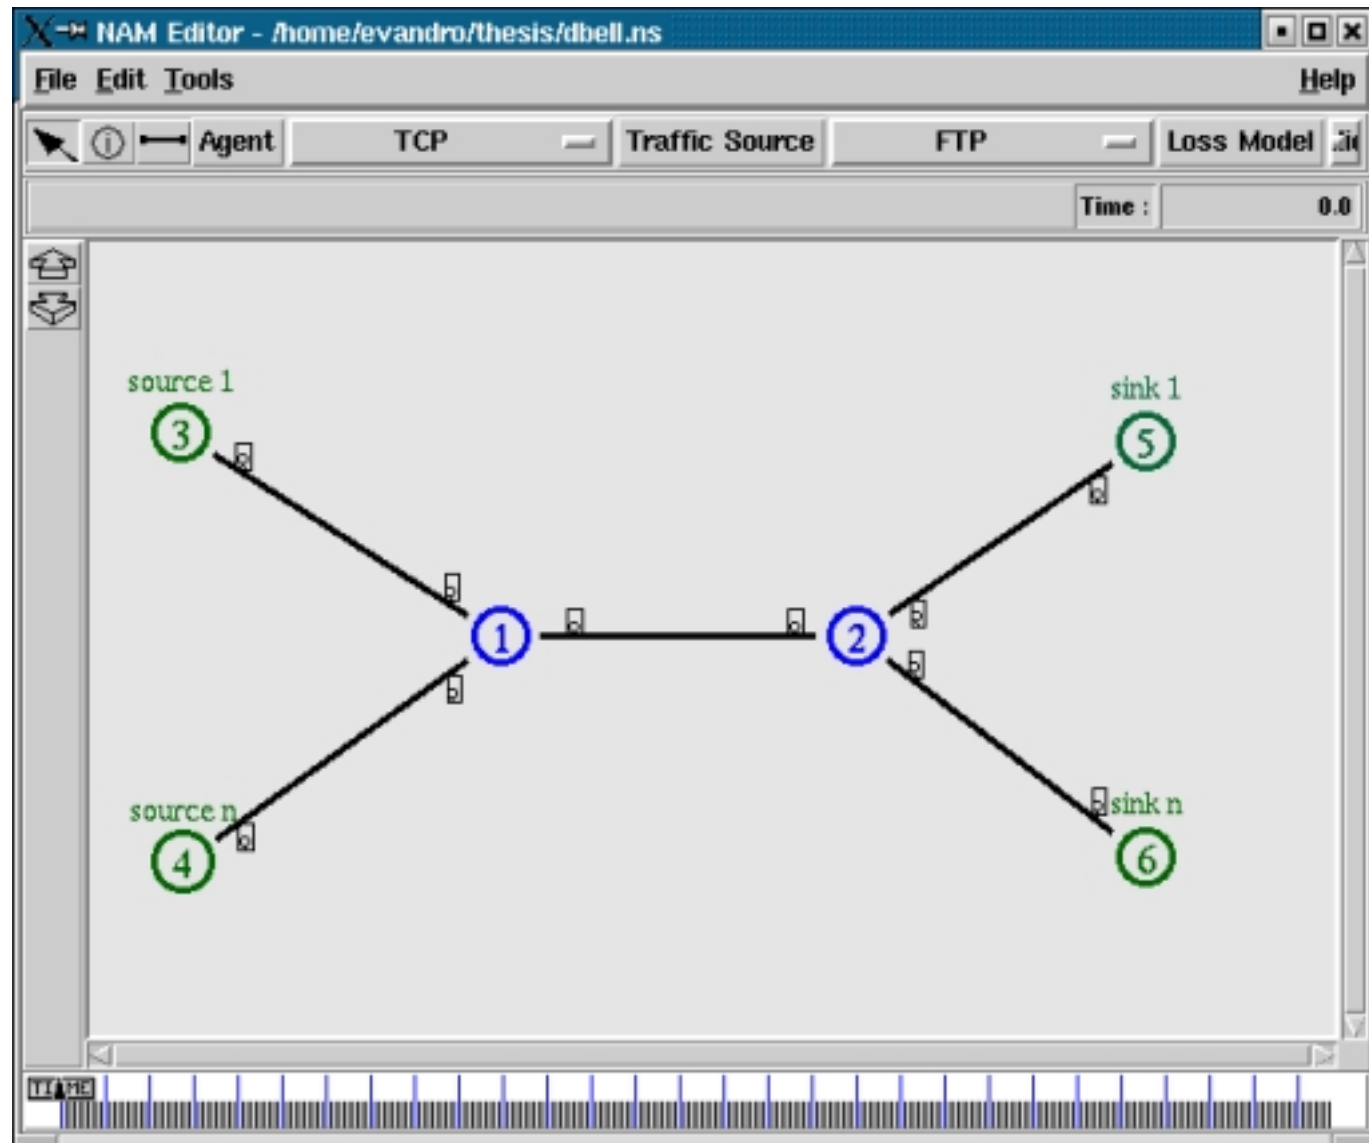 NAM Editor - /home/evandro/thesis/dbell.ns
File Edit Tools Help
Agent TCP Traffic Source FTP Loss Model
Time : 0.0
source 1
3
sink 1
5
1
2
source n
4
sink n
6
TIME